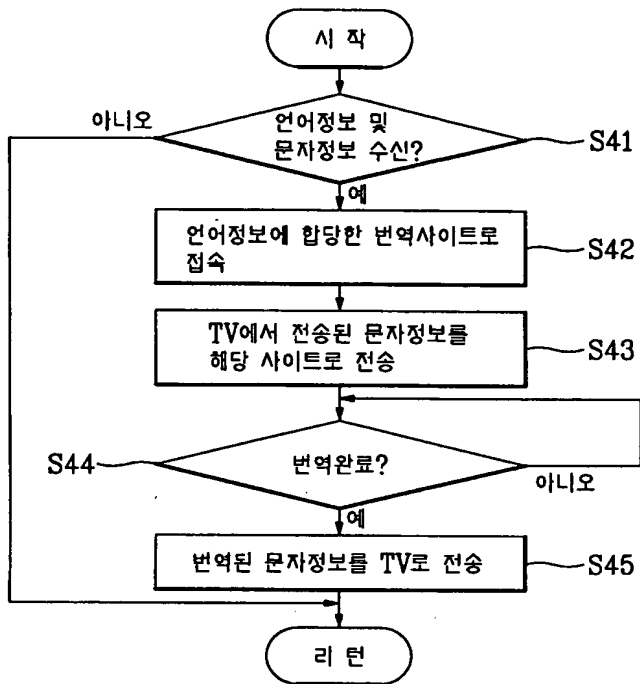 시 작
아니오
언어정보 및
문자정보 수신?
S41
예
언어정보에 합당한 번역사이트로
접속
S42
TV에서 전송된 문자정보를
해당 사이트로 전송
S43
S44
번역완료?
아니오
예
번역된 문자정보를 TV로 전송
S45
리 턴